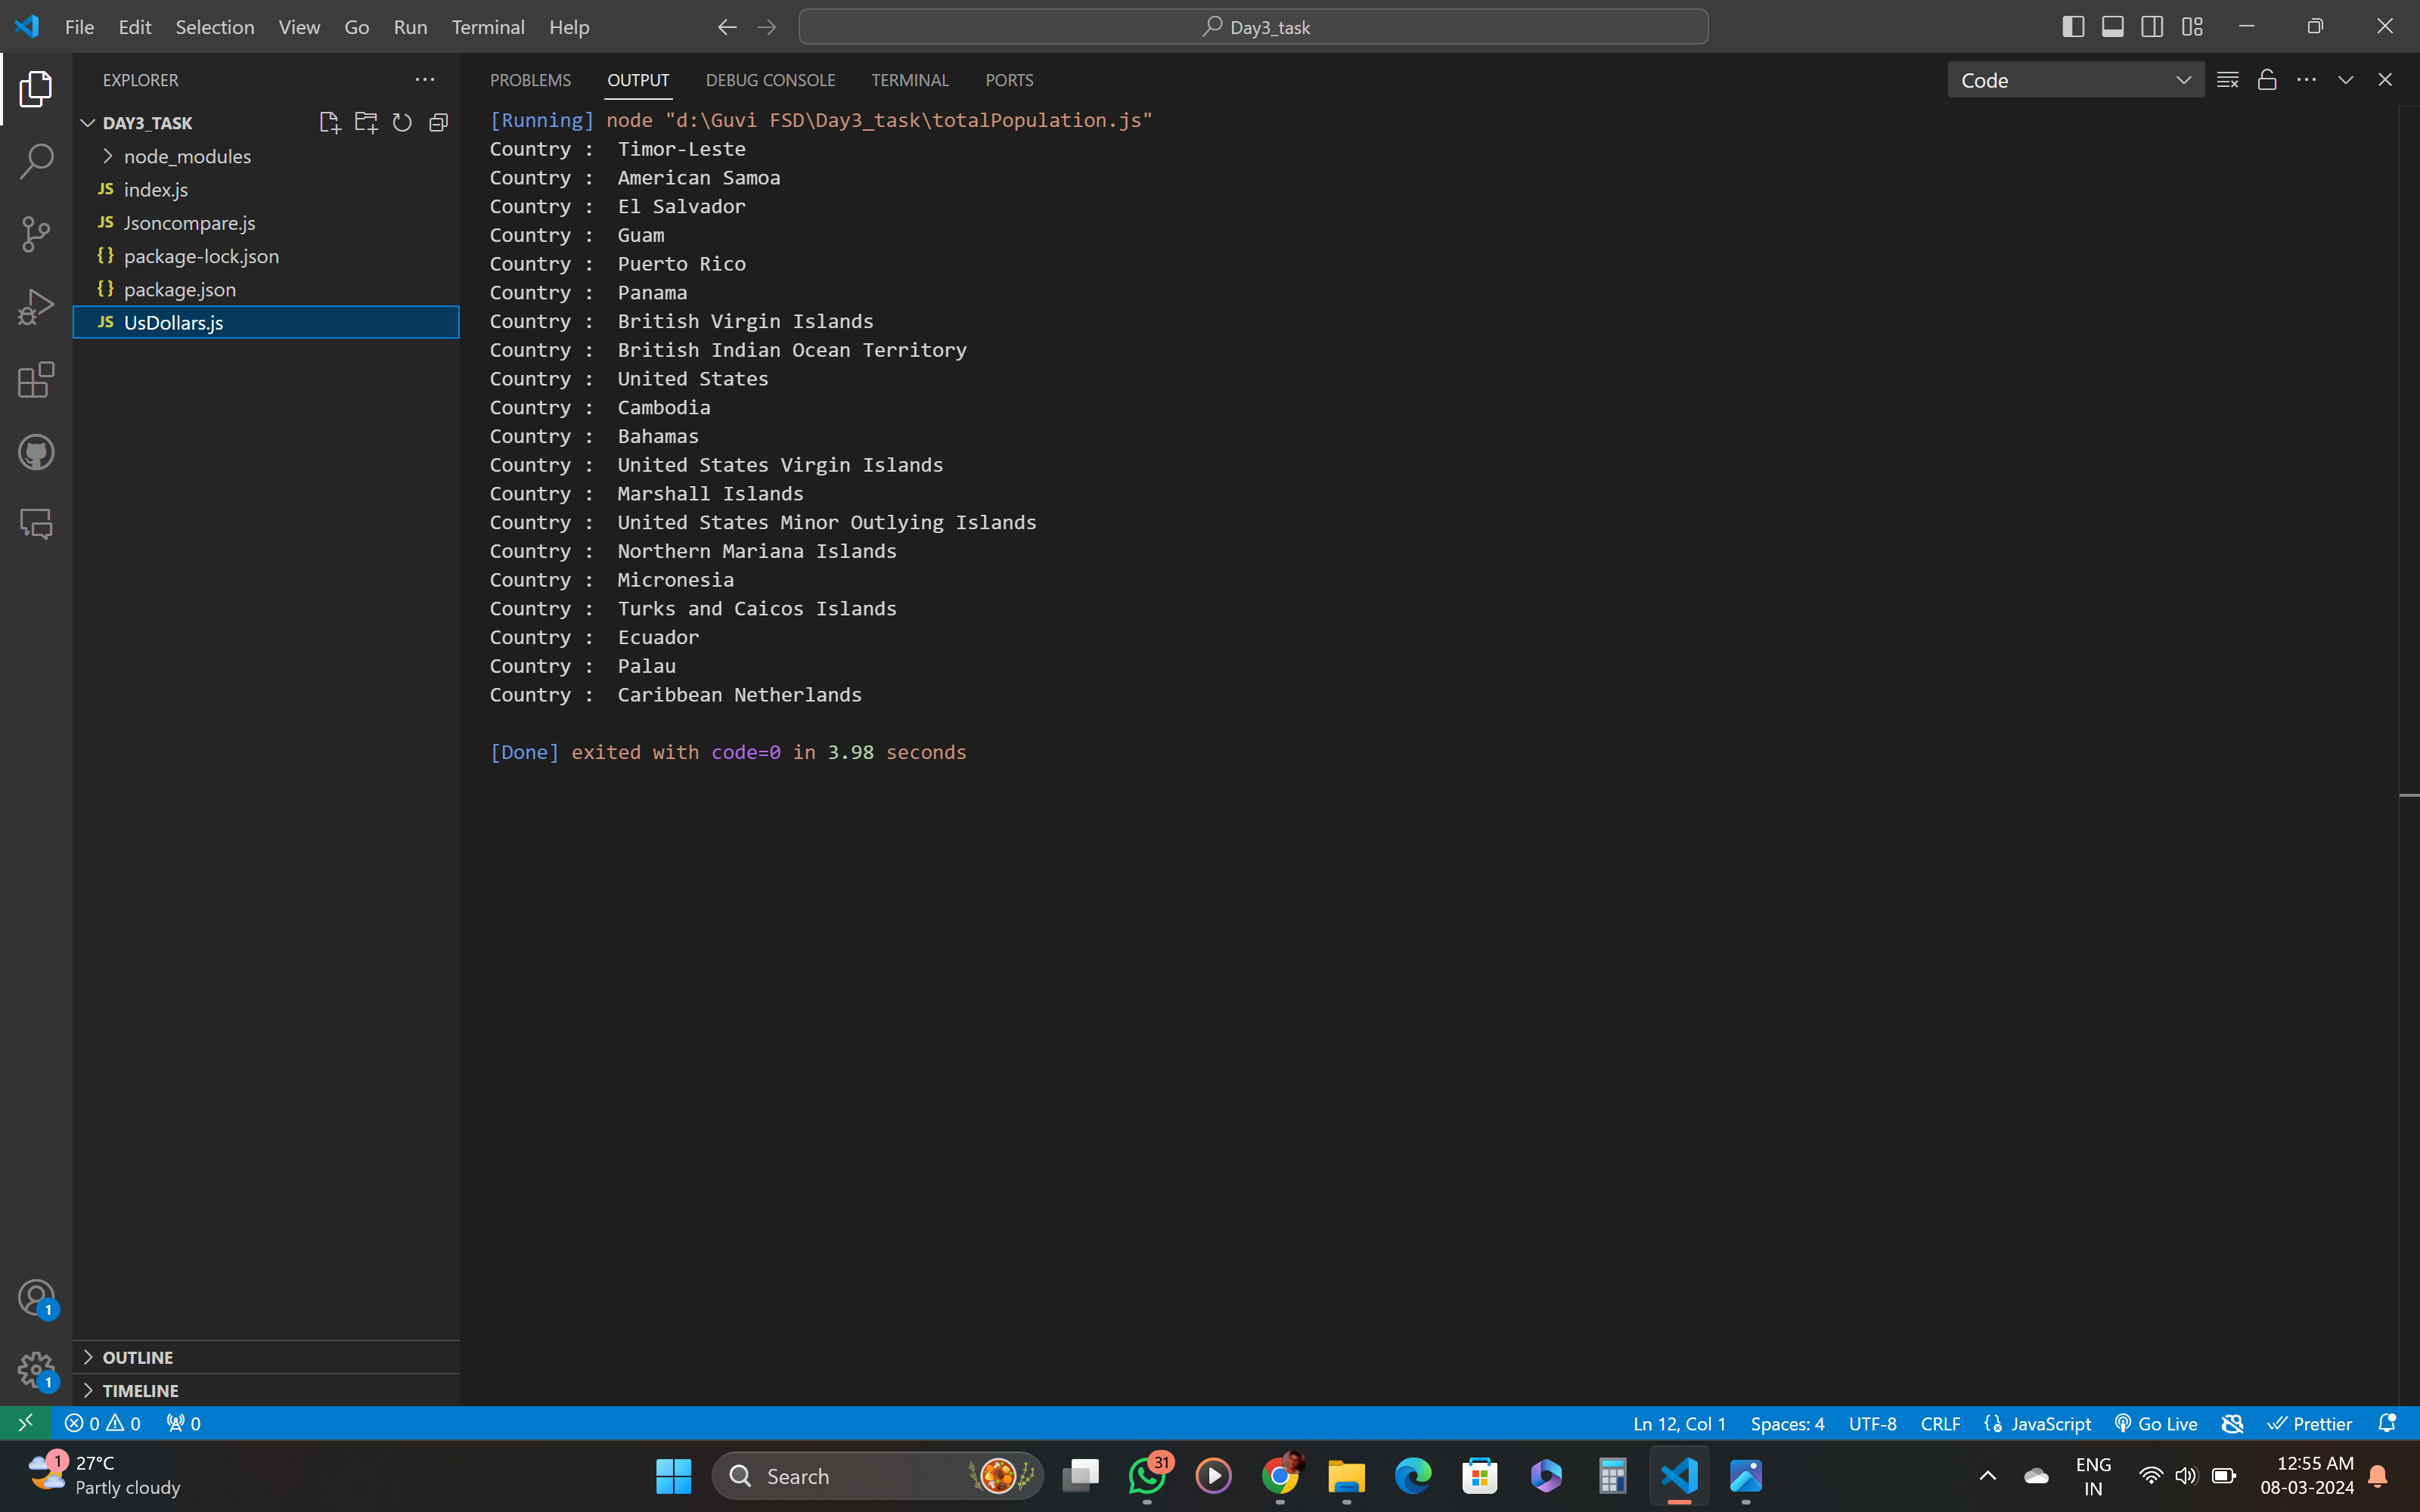 File Edit Selection View Go Run Terminal Help
Day3_task
EXPLORER
DAY3_TASK
node_modules
JS index.js
JS Jsoncompare.js
{} package-lock.json
{} package.json
JS UsDollars.js
OUTLINE
TIMELINE
PROBLEMS OUTPUT DEBUG CONSOLE TERMINAL PORTS
Code
[Running] node "d:\Guvi FSD\Day3_task\totalPopulation.js"
Country :  Timor-Leste
Country :  American Samoa
Country :  El Salvador
Country :  Guam
Country :  Puerto Rico
Country :  Panama
Country :  British Virgin Islands
Country :  British Indian Ocean Territory
Country :  United States
Country :  Cambodia
Country :  Bahamas
Country :  United States Virgin Islands
Country :  Marshall Islands
Country :  United States Minor Outlying Islands
Country :  Northern Mariana Islands
Country :  Micronesia
Country :  Turks and Caicos Islands
Country :  Ecuador
Country :  Palau
Country :  Caribbean Netherlands
[Done] exited with code=0 in 3.98 seconds
1
1
0 0 0
Ln 12, Col 1 Spaces: 4 UTF-8 CRLF JavaScript Go Live Prettier
1
27°C
Partly cloudy
Search
31
ENG
IN
12:55 AM
08-03-2024